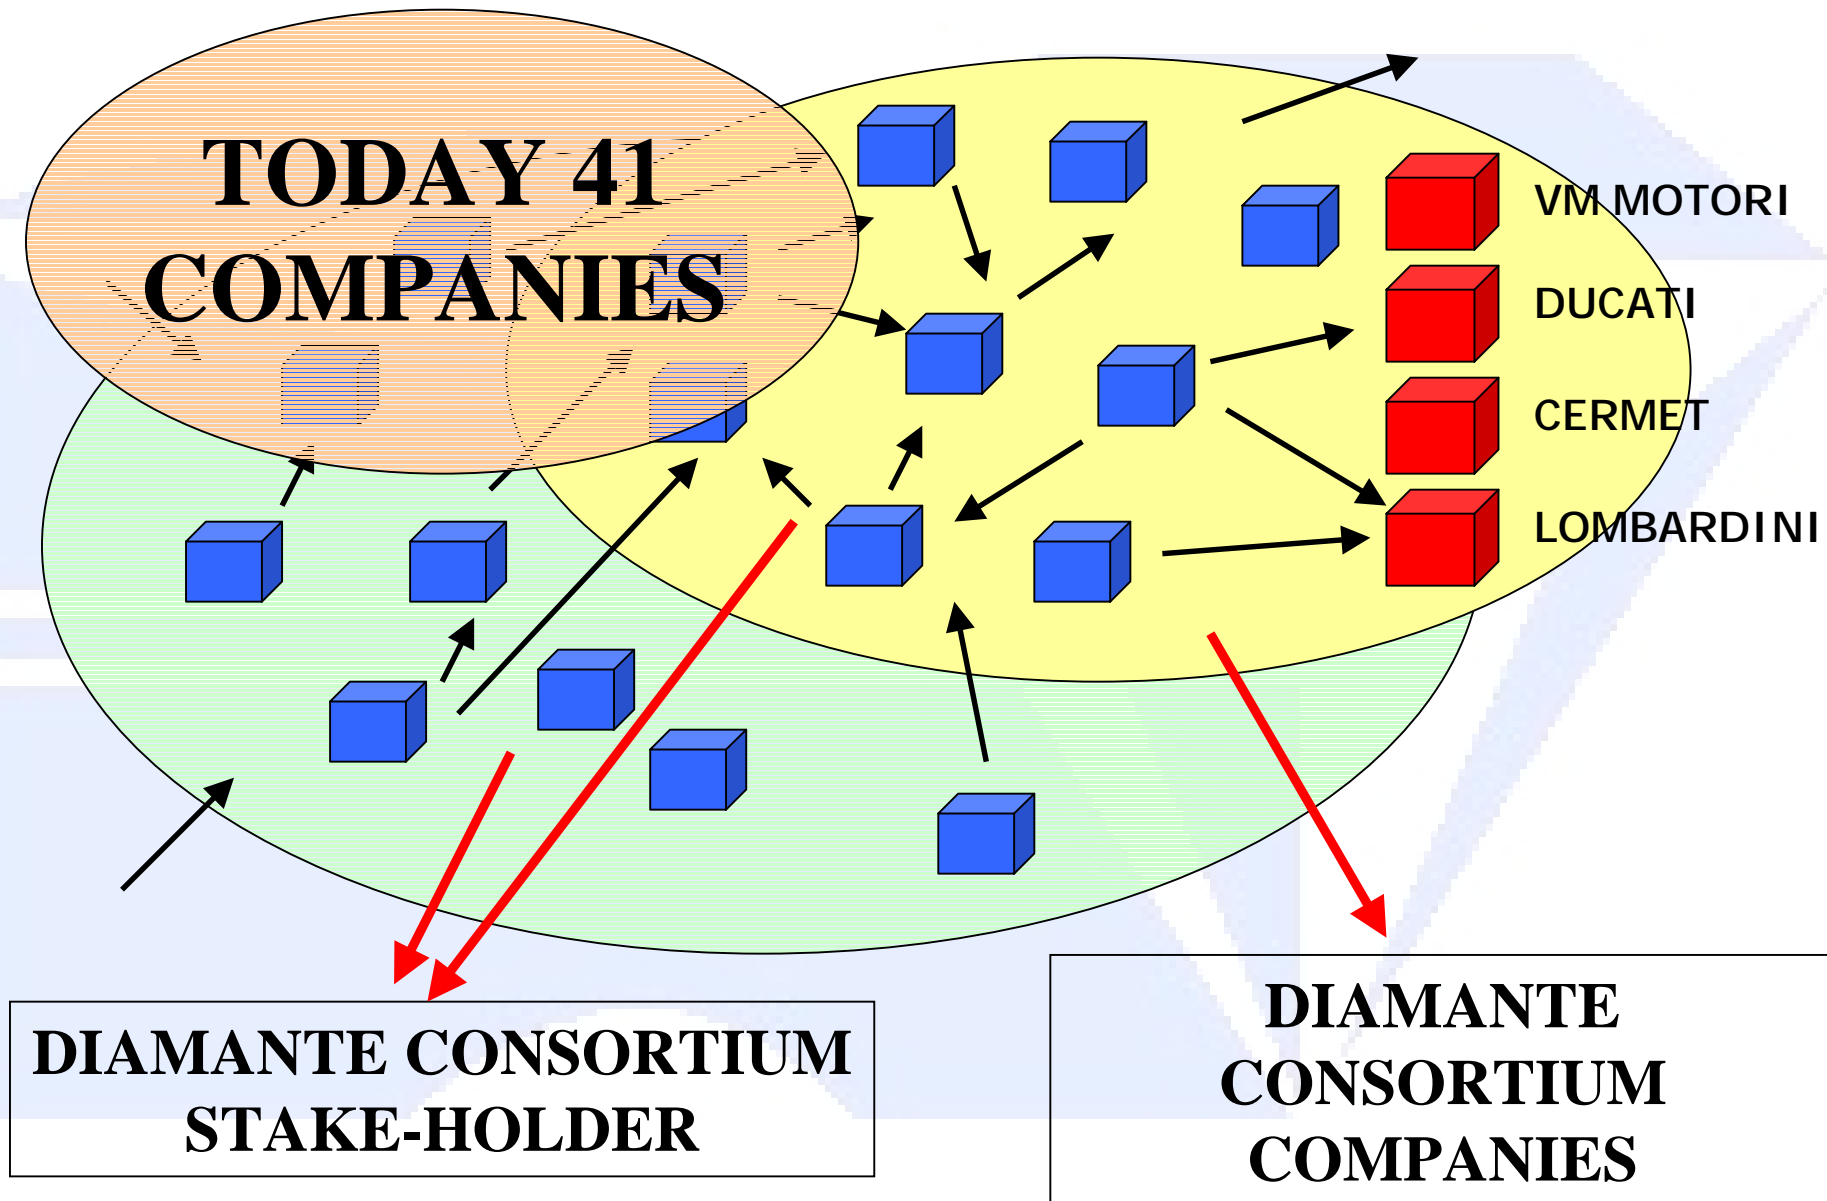 TODAY 41
COMPANIES
VM MOTORI
DUCATI
CERMET
LOMBARDINI
DIAMANTE CONSORTIUM
STAKE-HOLDER
DIAMANTE
CONSORTIUM
COMPANIES